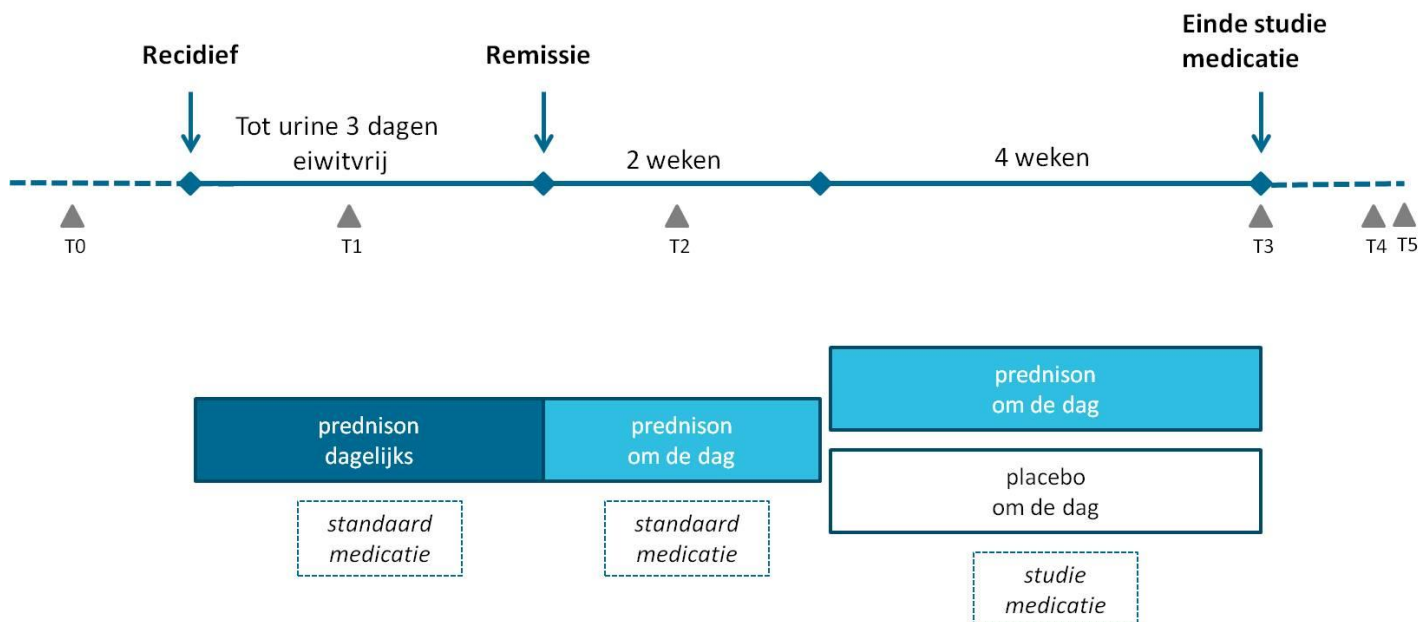 Einde studie
medicatie
Recidief
Remissie
Tot urine 3 dagen
eiwitvrij
2 weken
4 weken
T0
T1
T2
T3
T4
T5
prednison
dagelijks
prednison
om de dag
prednison
om de dag
placebo
om de dag
standaard
medicatie
standaard
medicatie
studie
medicatie